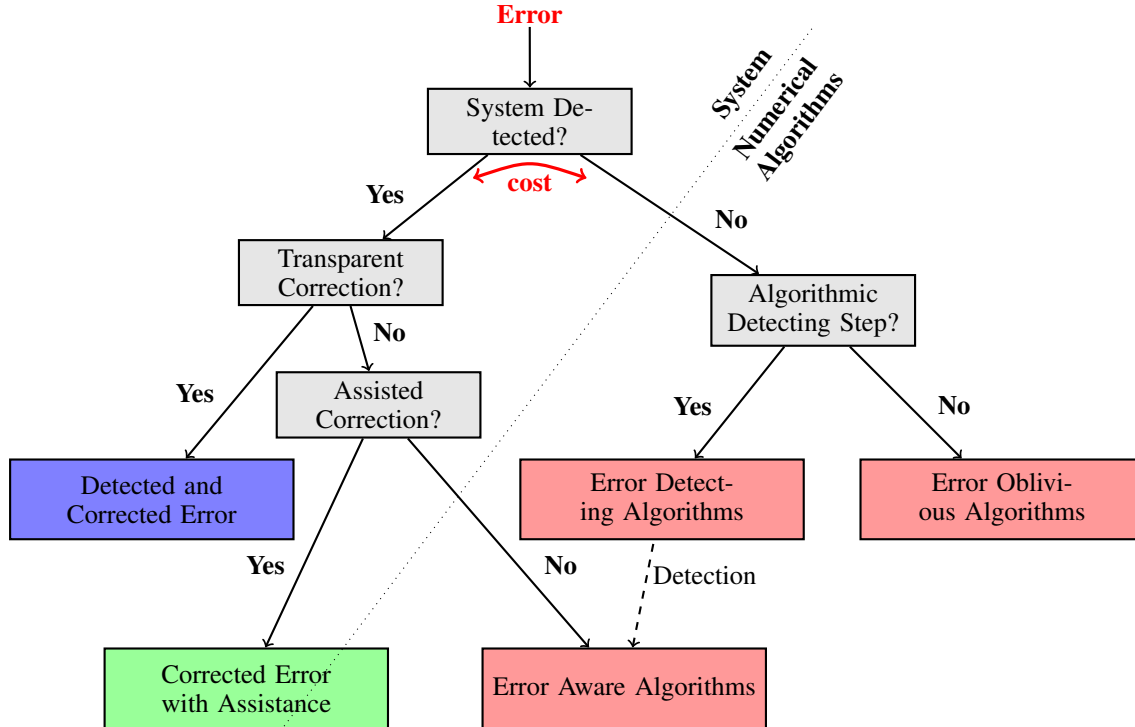 Error
System
Numerical
Algorithms
System De-
tected?
cost
Yes
No
Transparent
Correction?
Algorithmic
Detecting Step?
No
Yes
Assisted
Correction?
Yes
No
Detected and
Corrected Error
Error Detect-
ing Algorithms
Error Oblivi-
ous Algorithms
Yes
No
Detection
Corrected Error
with Assistance
Error Aware Algorithms